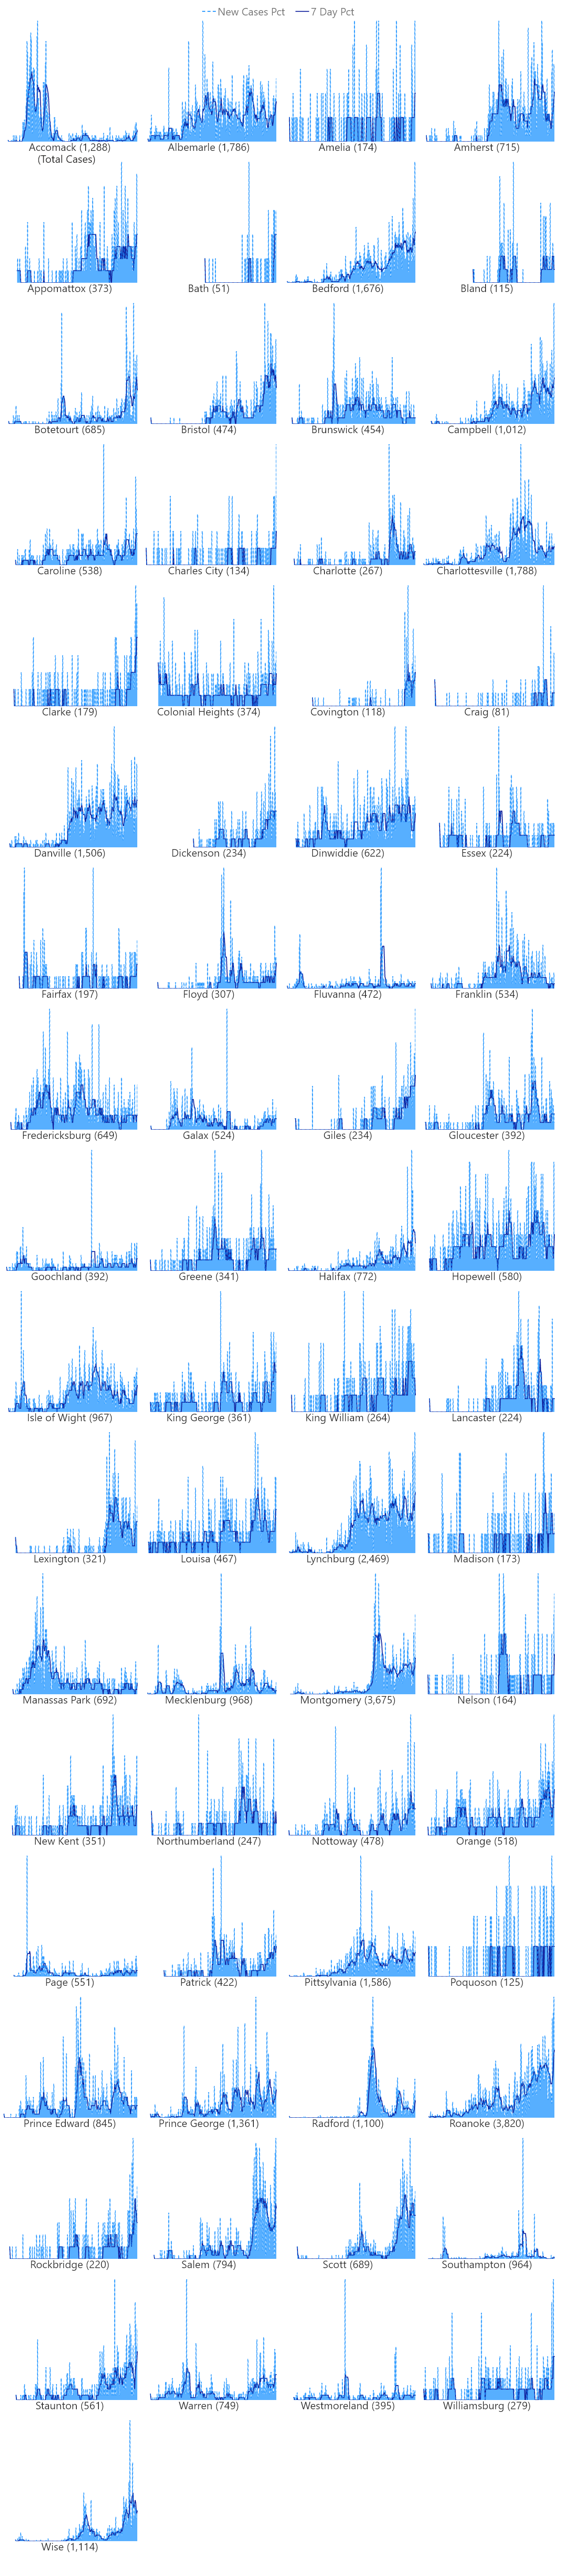 New Cases Pct 7 Day Pct
Accomack (1,288) Albemarle (1,786) Amelia (174) Amherst (715)
(Total Cases)
Appomattox (373) Bath (51) Bedford (1,676) Bland (115)
Botetourt (685) Bristol (474) Brunswick (454) Campbell (1,012)
Caroline (538) Charles City (134) Charlotte (267) Charlottesville (1,788)
Clarke (179) Colonial Heights (374) Covington (118) Craig (81)
Danville (1,506) Dickenson (234) Dinwiddie (622) Essex (224)
Fairfax (197) Floyd (307) Fluvanna (472) Franklin (534)
Fredericksburg (649) Galax (524) Giles (234) Gloucester (392)
Goochland (392) Greene (341) Halifax (772) Hopewell (580)
Isle of Wight (967) King George (361) King William (264) Lancaster (224)
Lexington (321) Louisa (467) Lynchburg (2,469) Madison (173)
Manassas Park (692) Mecklenburg (968) Montgomery (3,675) Nelson (164)
New Kent (351) Northumberland (247) Nottoway (478) Orange (518)
Page (551) Patrick (422) Pittsylvania (1,586) Poquoson (125)
Prince Edward (845) Prince George (1,361) Radford (1,100) Roanoke (3,820)
Rockbridge (220) Salem (794) Scott (689) Southampton (964)
Staunton (561) Warren (749) Westmoreland (395) Williamsburg (279)
Wise (1,114)